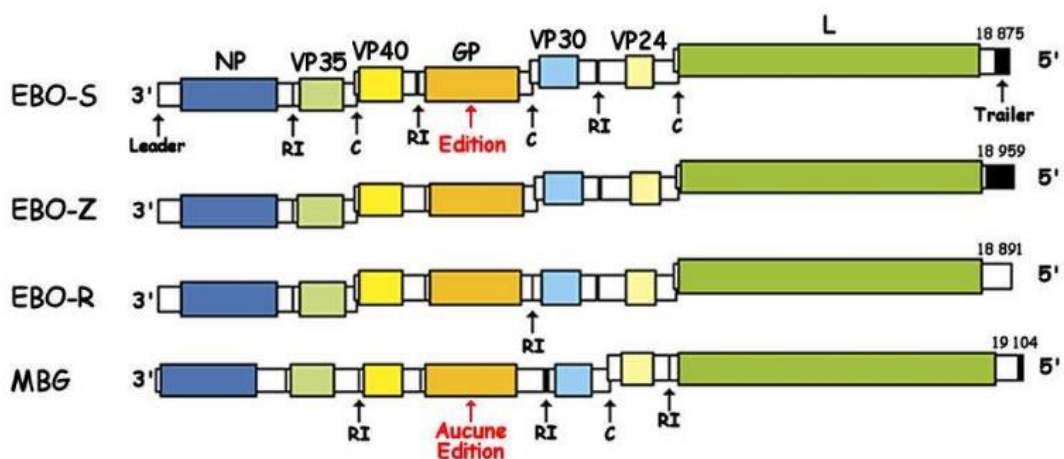 L
NP VP35 VP40 GP VP30 VP24 18 875
EBO-S 3' 5'
Leader RI C RI Edition C RI C Trailer
18 959
EBO-Z 3' 5'
18 891
EBO-R 3' 5'
RI
19 104
MBG 3' 5'
RI Aucune RI C RI
Edition